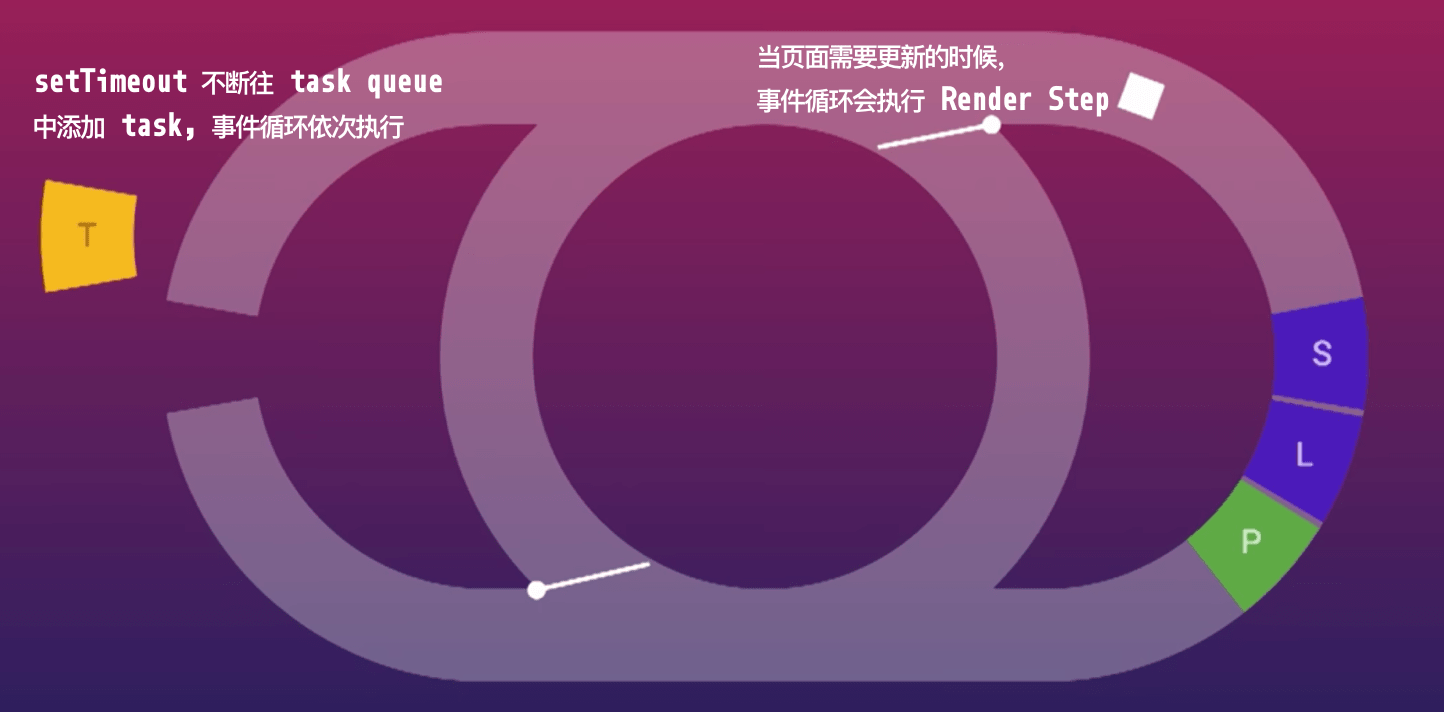 setTimeout 不断往 task queue
中添加 task, 事件循环依次执行
当页面需要更新的时候,
事件循环会执行 Render Step
T
S
L
P